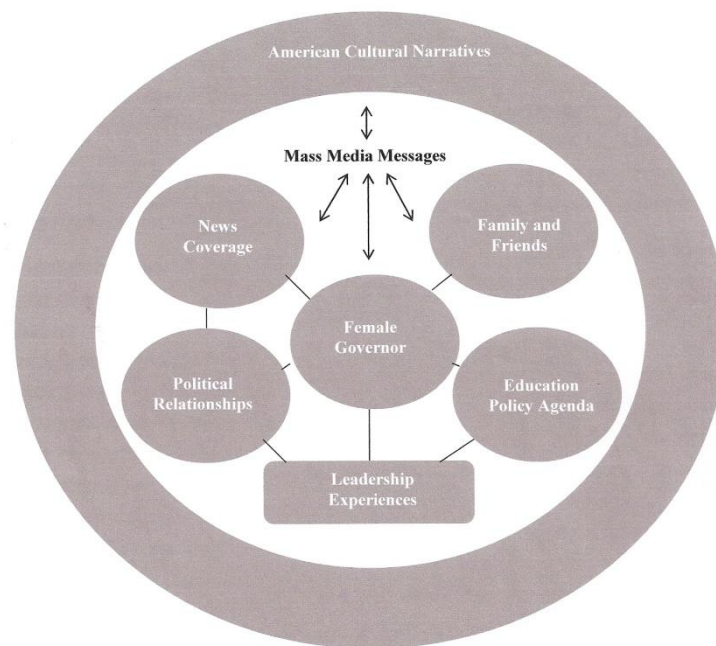 American Cultural Narratives
Mass Media Messages
News
Coverage
Family and
Friends
Female
Governor
Political
Relationships
Education
Policy Agenda
Leadership
Experiences